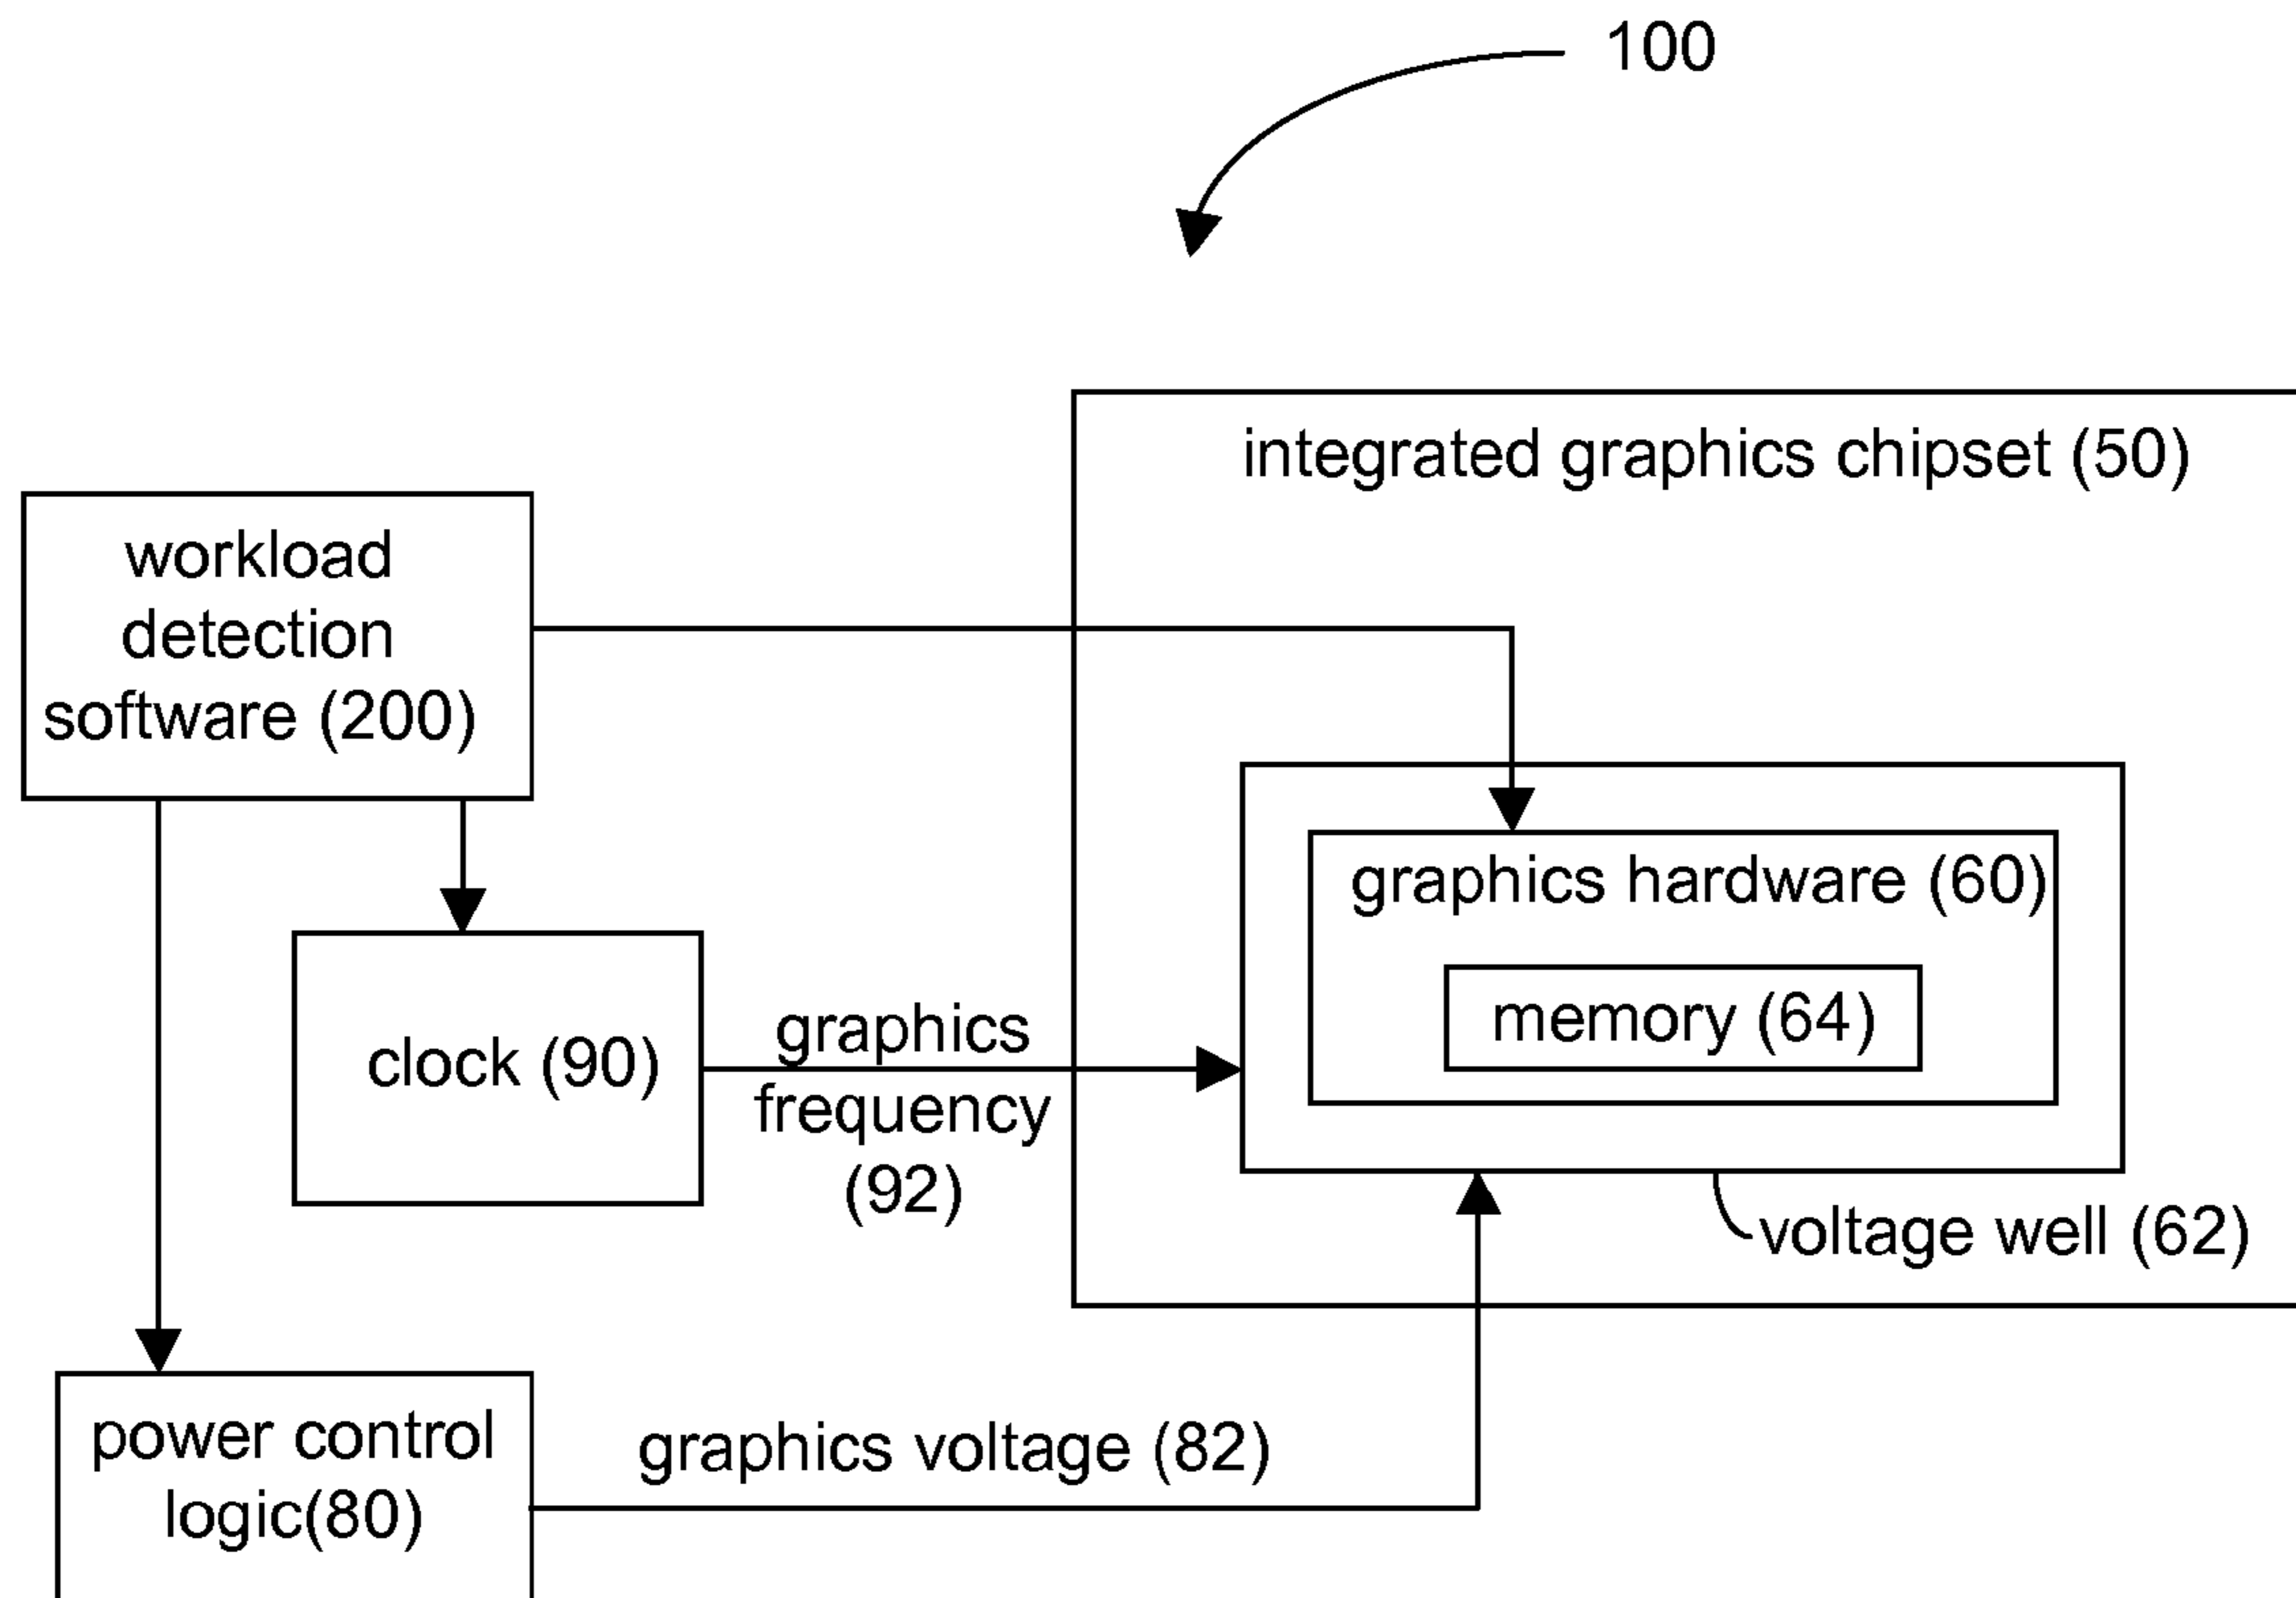 100
integrated graphics chipset (50)
workload
detection
software (200)
graphics hardware (60)
memory (64)
clock (90)
graphics
frequency
(92)
voltage well (62)
power control
logic(80)
graphics voltage (82)